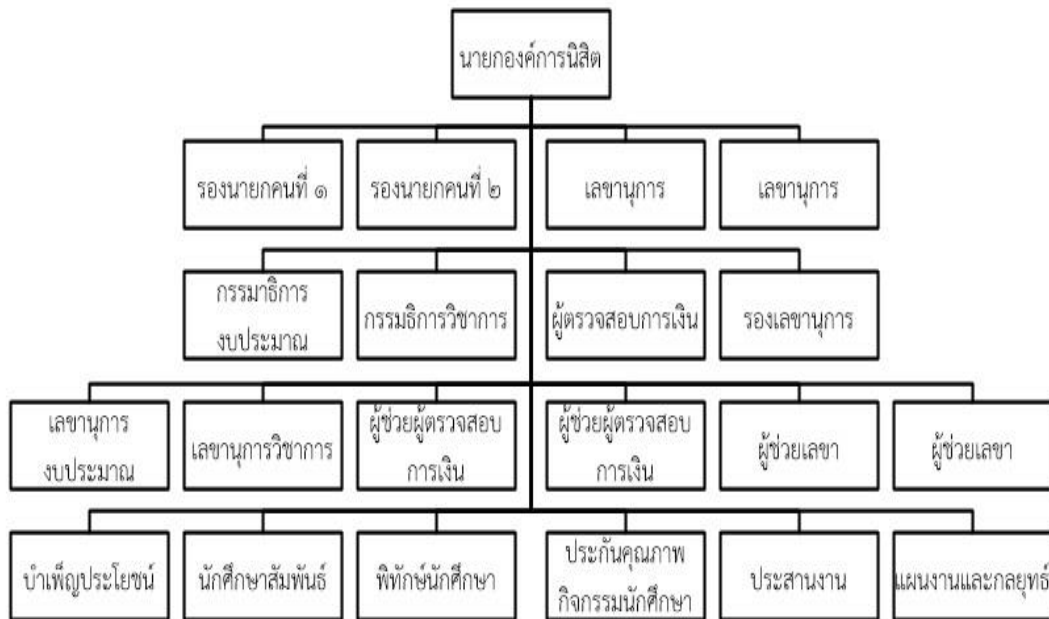 นายกองค์การนิสิต
รองนายกคนที่ ๑
รองนายกคนที่ ๒
เลขานุการ
เลขานุการ
กรรมาธิการ
งบประมาณ
กรรมธิการวิชาการ
ผู้ตรวจสอบการเงิน
รองเลขานุการ
เลขานุการ
งบประมาณ
เลขานุการวิชาการ
ผู้ช่วยผู้ตรวจสอบ
การเงิน
ผู้ช่วยผู้ตรวจสอบ
การเงิน
ผู้ช่วยเลขา
ผู้ช่วยเลขา
บำเพ็ญประโยชน์
นักศึกษาสัมพันธ์
พิทักษ์นักศึกษา
ประกันคุณภาพ
กิจกรรมนักศึกษา
ประสานงาน
แผนงานและกลยุทธ์